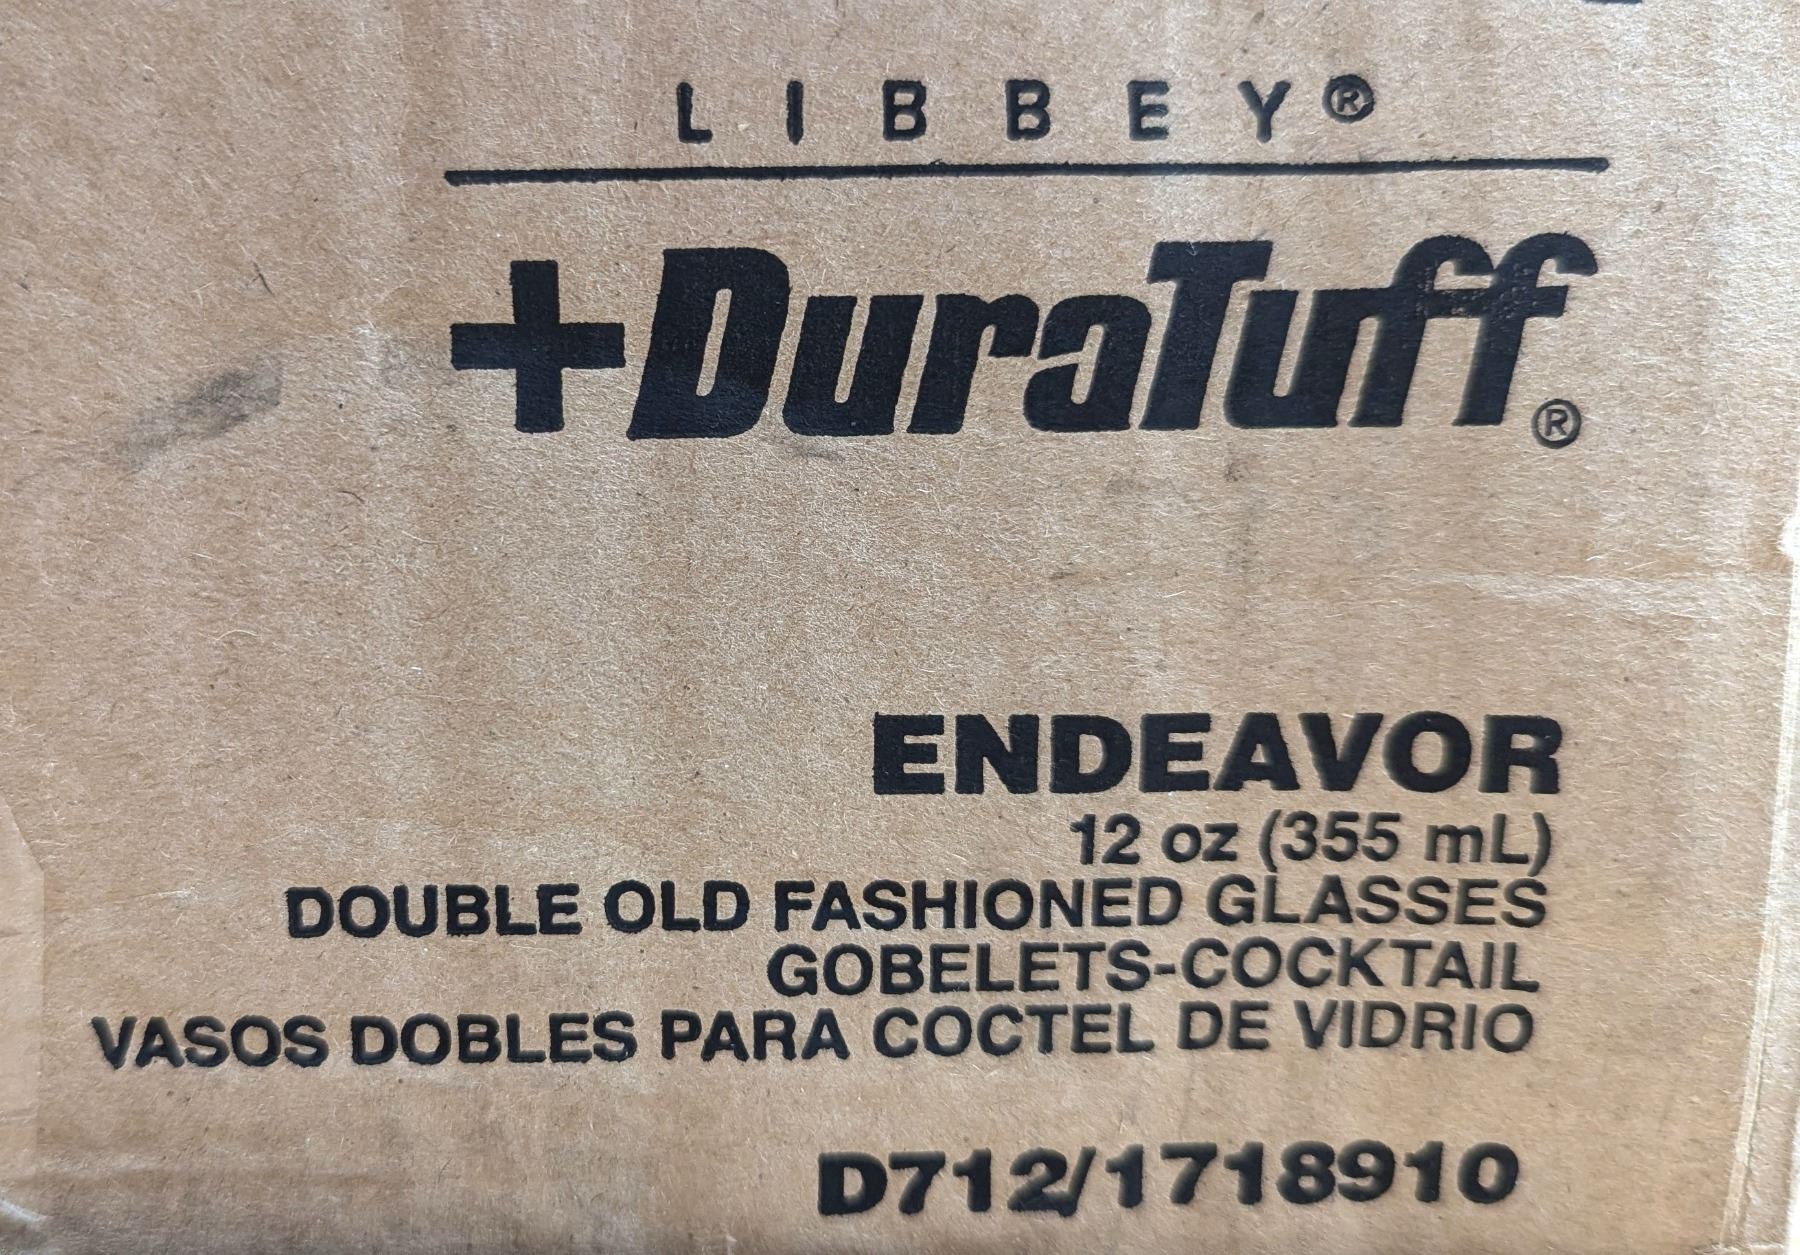 LIBBEY®
+DuraTuff®
ENDEAVOR
12 oz (355 mL)
DOUBLE OLD FASHIONED GLASSES
GOBELETS-COCKTAIL
VASOS DOBLES PARA COCTEL DE VIDRIO
D712/1718910